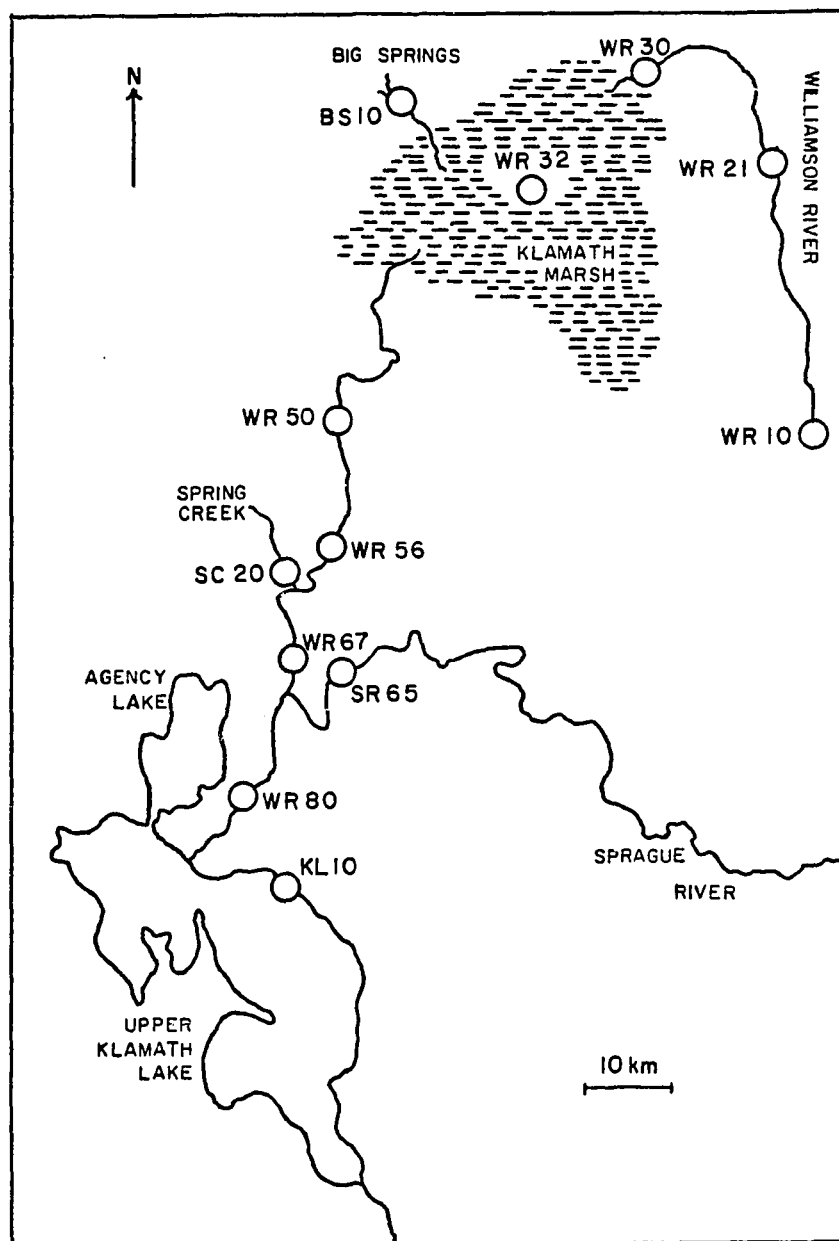 N
BIG SPRINGS
BS10
WR 30
WILLIAMSON RIVER
WR 32
WR 21
KLAMATH
MARSH
WR 50
WR 10
SPRING
CREEK
WR 56
SC 20
WR67
AGENCY
LAKE
SR65
WR 80
KL10
SPRAGUE
RIVER
UPPER
KLAMATH
LAKE
10 km